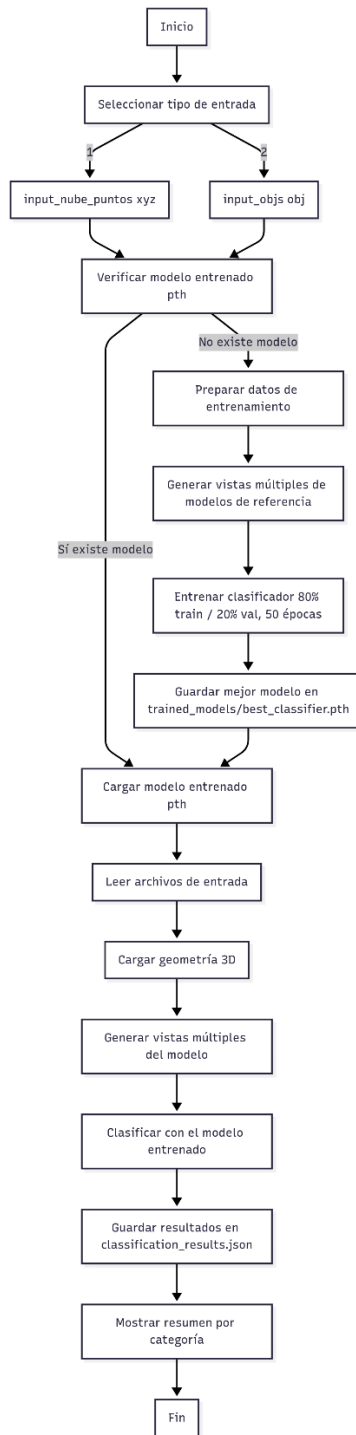 Inicio
Seleccionar tipo de entrada
1
2
input_nube_puntos xyz
input_objs obj
Verificar modelo entrenado
pth
No existe modelo
Preparar datos de
entrenamiento
Generar vistas múltiples de
modelos de referencia
Sí existe modelo
Entrenar clasificador 80%
train / 20% val, 50 épocas
Guardar mejor modelo en
trained_models/best_classifier.pth
Cargar modelo entrenado
pth
Leer archivos de entrada
Cargar geometría 3D
Generar vistas múltiples
del modelo
Clasificar con el modelo
entrenado
Guardar resultados en
classification_results.json
Mostrar resumen por
categoría
Fin